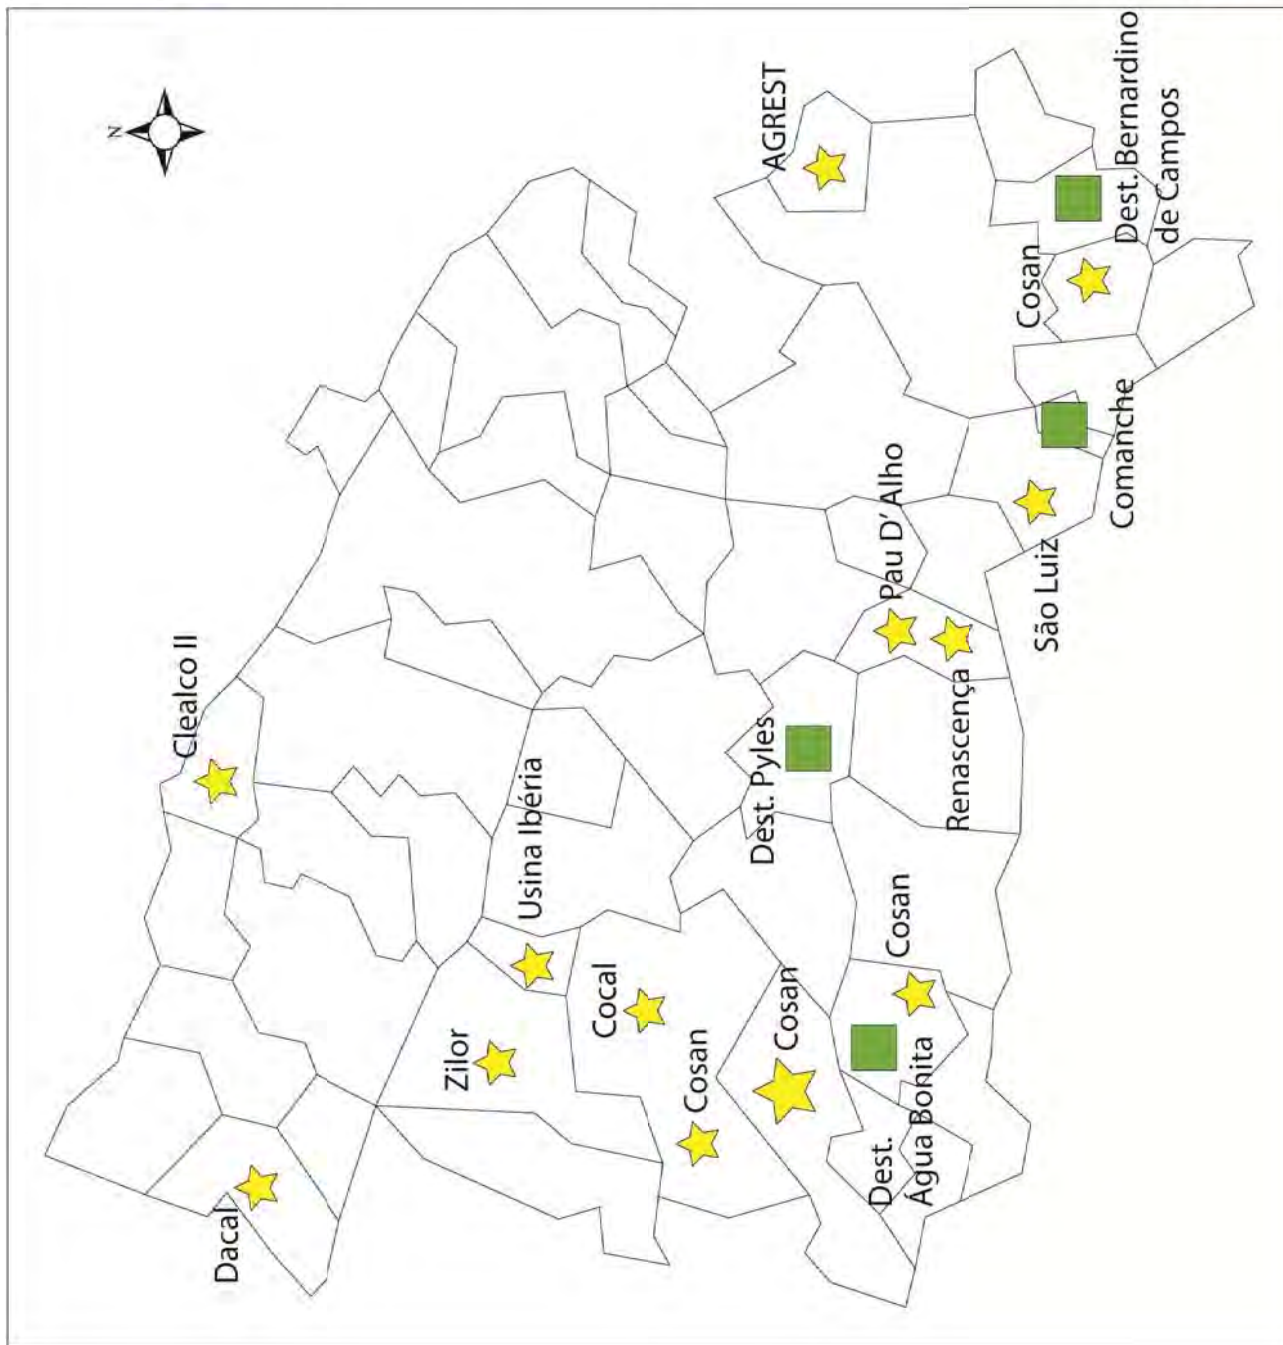 N
AGREST
Dest. Bernardino
de Campos
Cosan
Comanche
Pau D' Alho
São Luiz
Clealco II
Renascença
Dest. Pyles
Usina Ibéria
Cosan
Cocal
Cosan
Zilor
Cosan
Dest.
Água Bonita
Dacal